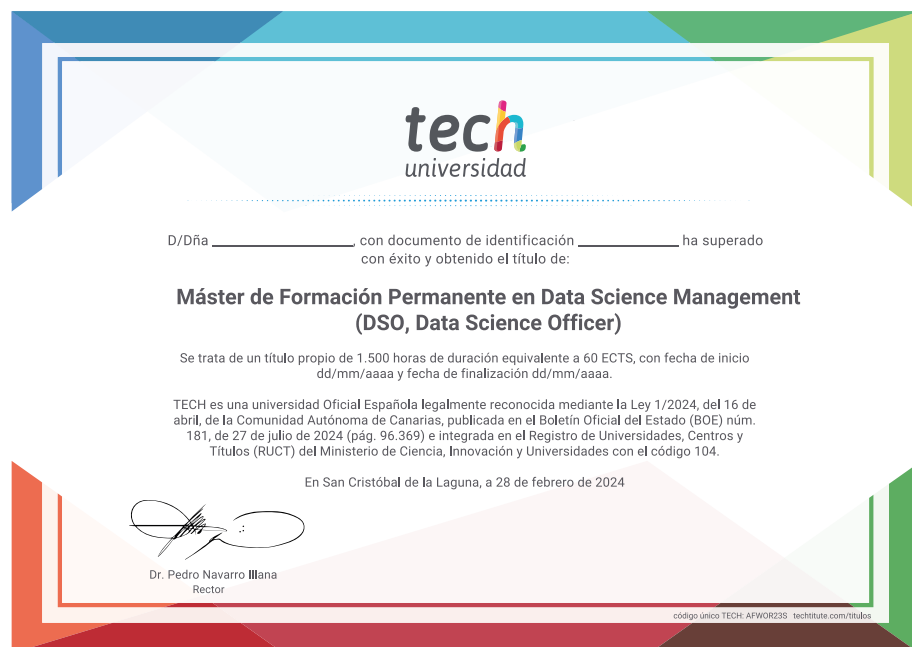 tech
universidad
D/Dña ____________________, con documento de identificación ______________ ha superado
con éxito y obtenido el título de:
Máster de Formación Permanente en Data Science Management
(DSO, Data Science Officer)
Se trata de un título propio de 1.500 horas de duración equivalente a 60 ECTS, con fecha de inicio
dd/mm/aaaa y fecha de finalización dd/mm/aaaa.
TECH es una universidad Oficial Española legalmente reconocida mediante la Ley 1/2024, del 16 de
abril, de la Comunidad Autónoma de Canarias, publicada en el Boletín Oficial del Estado (BOE) núm.
181, de 27 de julio de 2024 (pág. 96.369) e integrada en el Registro de Universidades, Centros y
Títulos (RUCT) del Ministerio de Ciencia, Innovación y Universidades con el código 104.
En San Cristóbal de la Laguna, a 28 de febrero de 2024
Dr. Pedro Navarro Illana
Rector
código único TECH: AFWOR23S techtitute.com/titulos